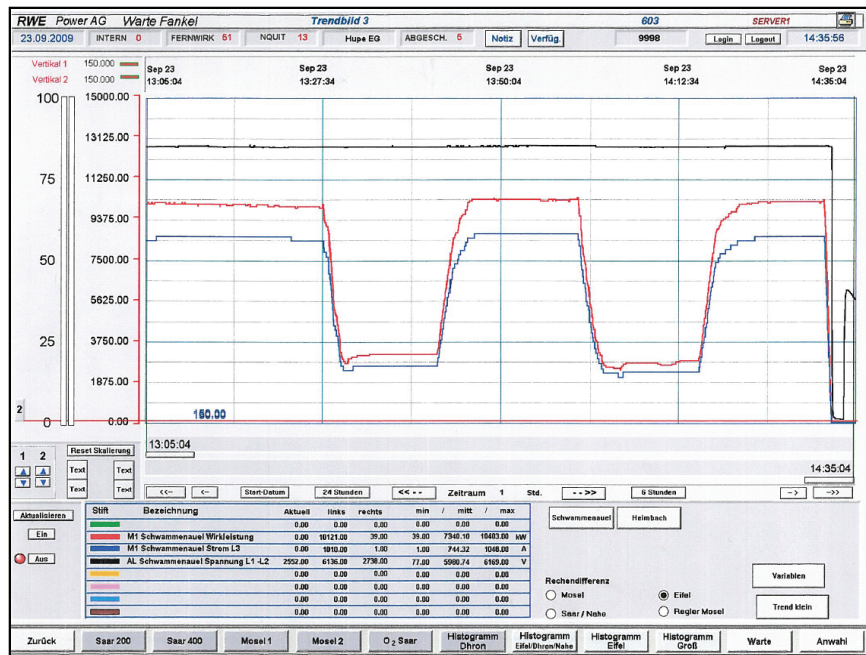 RWE Power AG Warte Fankel Trendbild 3 603 SERVER1
23.09.2009 INTERN 0 FERNWIRK 61 NQUIT 13 Hupe EG ABGESCH. 5 Notiz Verfüg. 9998 Login Logout 14:35:56
Vertikal 1 150.000
Vertikal 2 150.000
Sep 23 Sep 23 Sep 23 Sep 23 Sep 23
13:05:04 13:27:34 13:50:04 14:12:34 14:35:04
100 15000.00
13125.00
75 11250.00
9375.00
50 7500.00
5625.00
25 3750.00
1875.00
2 0 0.00
13:05:04
14:35:04
1 2 Reset Skalierung
Text Text
Text Text
<<-- <-- Start-Datum 24 Stunden <<-- Zeitraum 1 Std. -->> 6 Stunden --> -->>
Aktualisieren
Ein
Aus
Stift Bezeichnung Aktuell links rechts min / mitt / max
0.00 0.00 0.00 0.00 0.00 0.00
M1 Schwammenauel Wirkleistung 0.00 10121.00 39.00 39.00 7340.10 10403.00 kW
M1 Schwammenauel Strom L3 0.00 1010.00 1.00 1.00 744.32 1048.00 A
AL Schwammenauel Spannung L1 -L2 2552.00 6136.00 2738.00 77.00 5980.74 6169.00 V
0.00 0.00 0.00 0.00 0.00 0.00
0.00 0.00 0.00 0.00 0.00 0.00
0.00 0.00 0.00 0.00 0.00 0.00
0.00 0.00 0.00 0.00 0.00 0.00
Schwammenauel Heimbach
Rechendifferenz
Mosel Eifel
Saar / Nahe Regler Mosel
Variablen
Trend klein
Zurück Saar 200 Saar 400 Mosel 1 Mosel 2 O2 Saar Histogramm Dhron Histogramm Eifel/Dhron/Nahe Histogramm Eifel Histogramm Groß Warte Anwahl